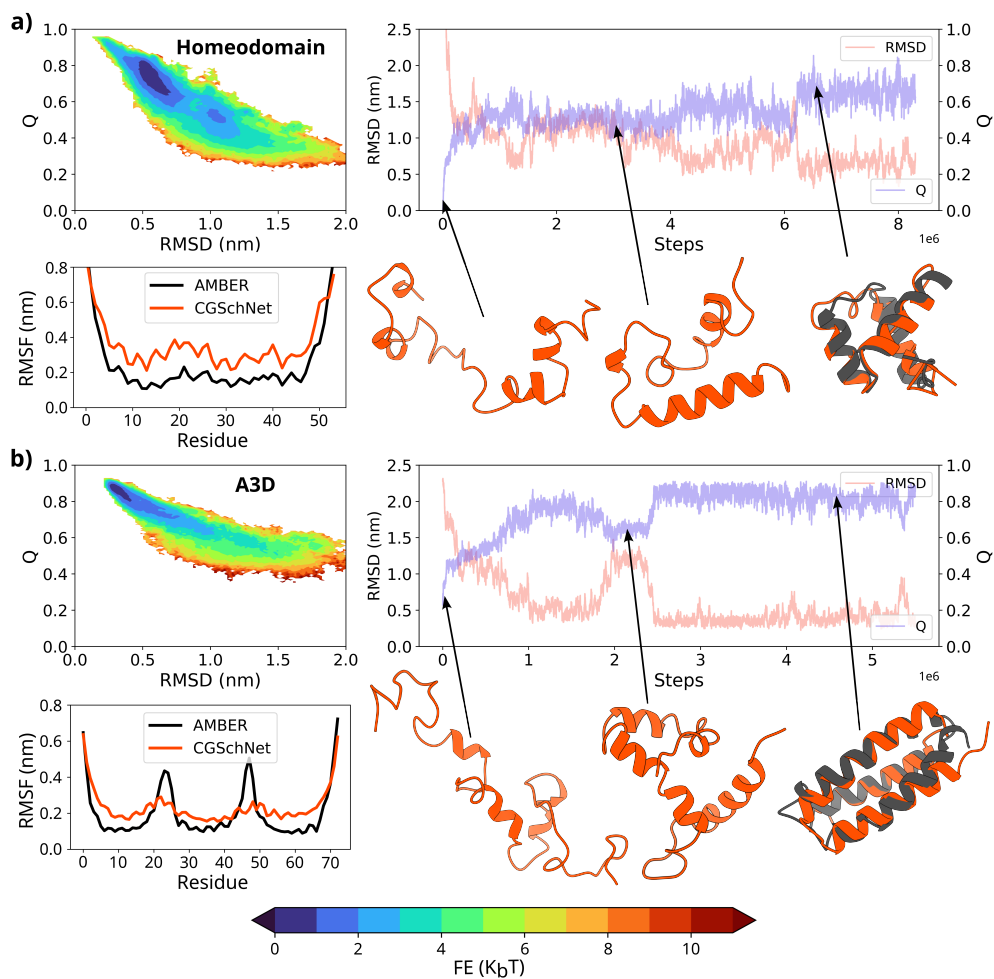 a)
1.0
0.8
0.6
0.4
0.2
0.0
Q
Homeodomain
0.0 0.5 1.0 1.5 2.0
RMSD (nm)
2.5
2.0
1.5
1.0
0.5
0.0
RMSD (nm)
RMSD
Q
1.0
0.8
0.6
0.4
0.2
0.0
Q
0 2 4 6 8
1e6
Steps
0.8
0.6
0.4
0.2
0.0
RMSF (nm)
AMBER
CGSchNet
0 10 20 30 40 50
Residue
b)
1.0
0.8
0.6
0.4
0.2
0.0
Q
A3D
0.0 0.5 1.0 1.5 2.0
RMSD (nm)
2.5
2.0
1.5
1.0
0.5
0.0
RMSD (nm)
RMSD
Q
1.0
0.8
0.6
0.4
0.2
0.0
Q
0 1 2 3 4 5
1e6
Steps
0.8
0.6
0.4
0.2
0.0
RMSF (nm)
AMBER
CGSchNet
0 10 20 30 40 50 60 70
Residue
0 2 4 6 8 10
FE (KbT)